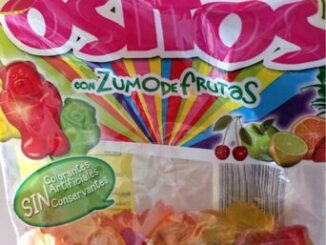 OSITOS
CON ZUMO DE FRUTAS
SIN Colorantes
Artificiales
Conservantes